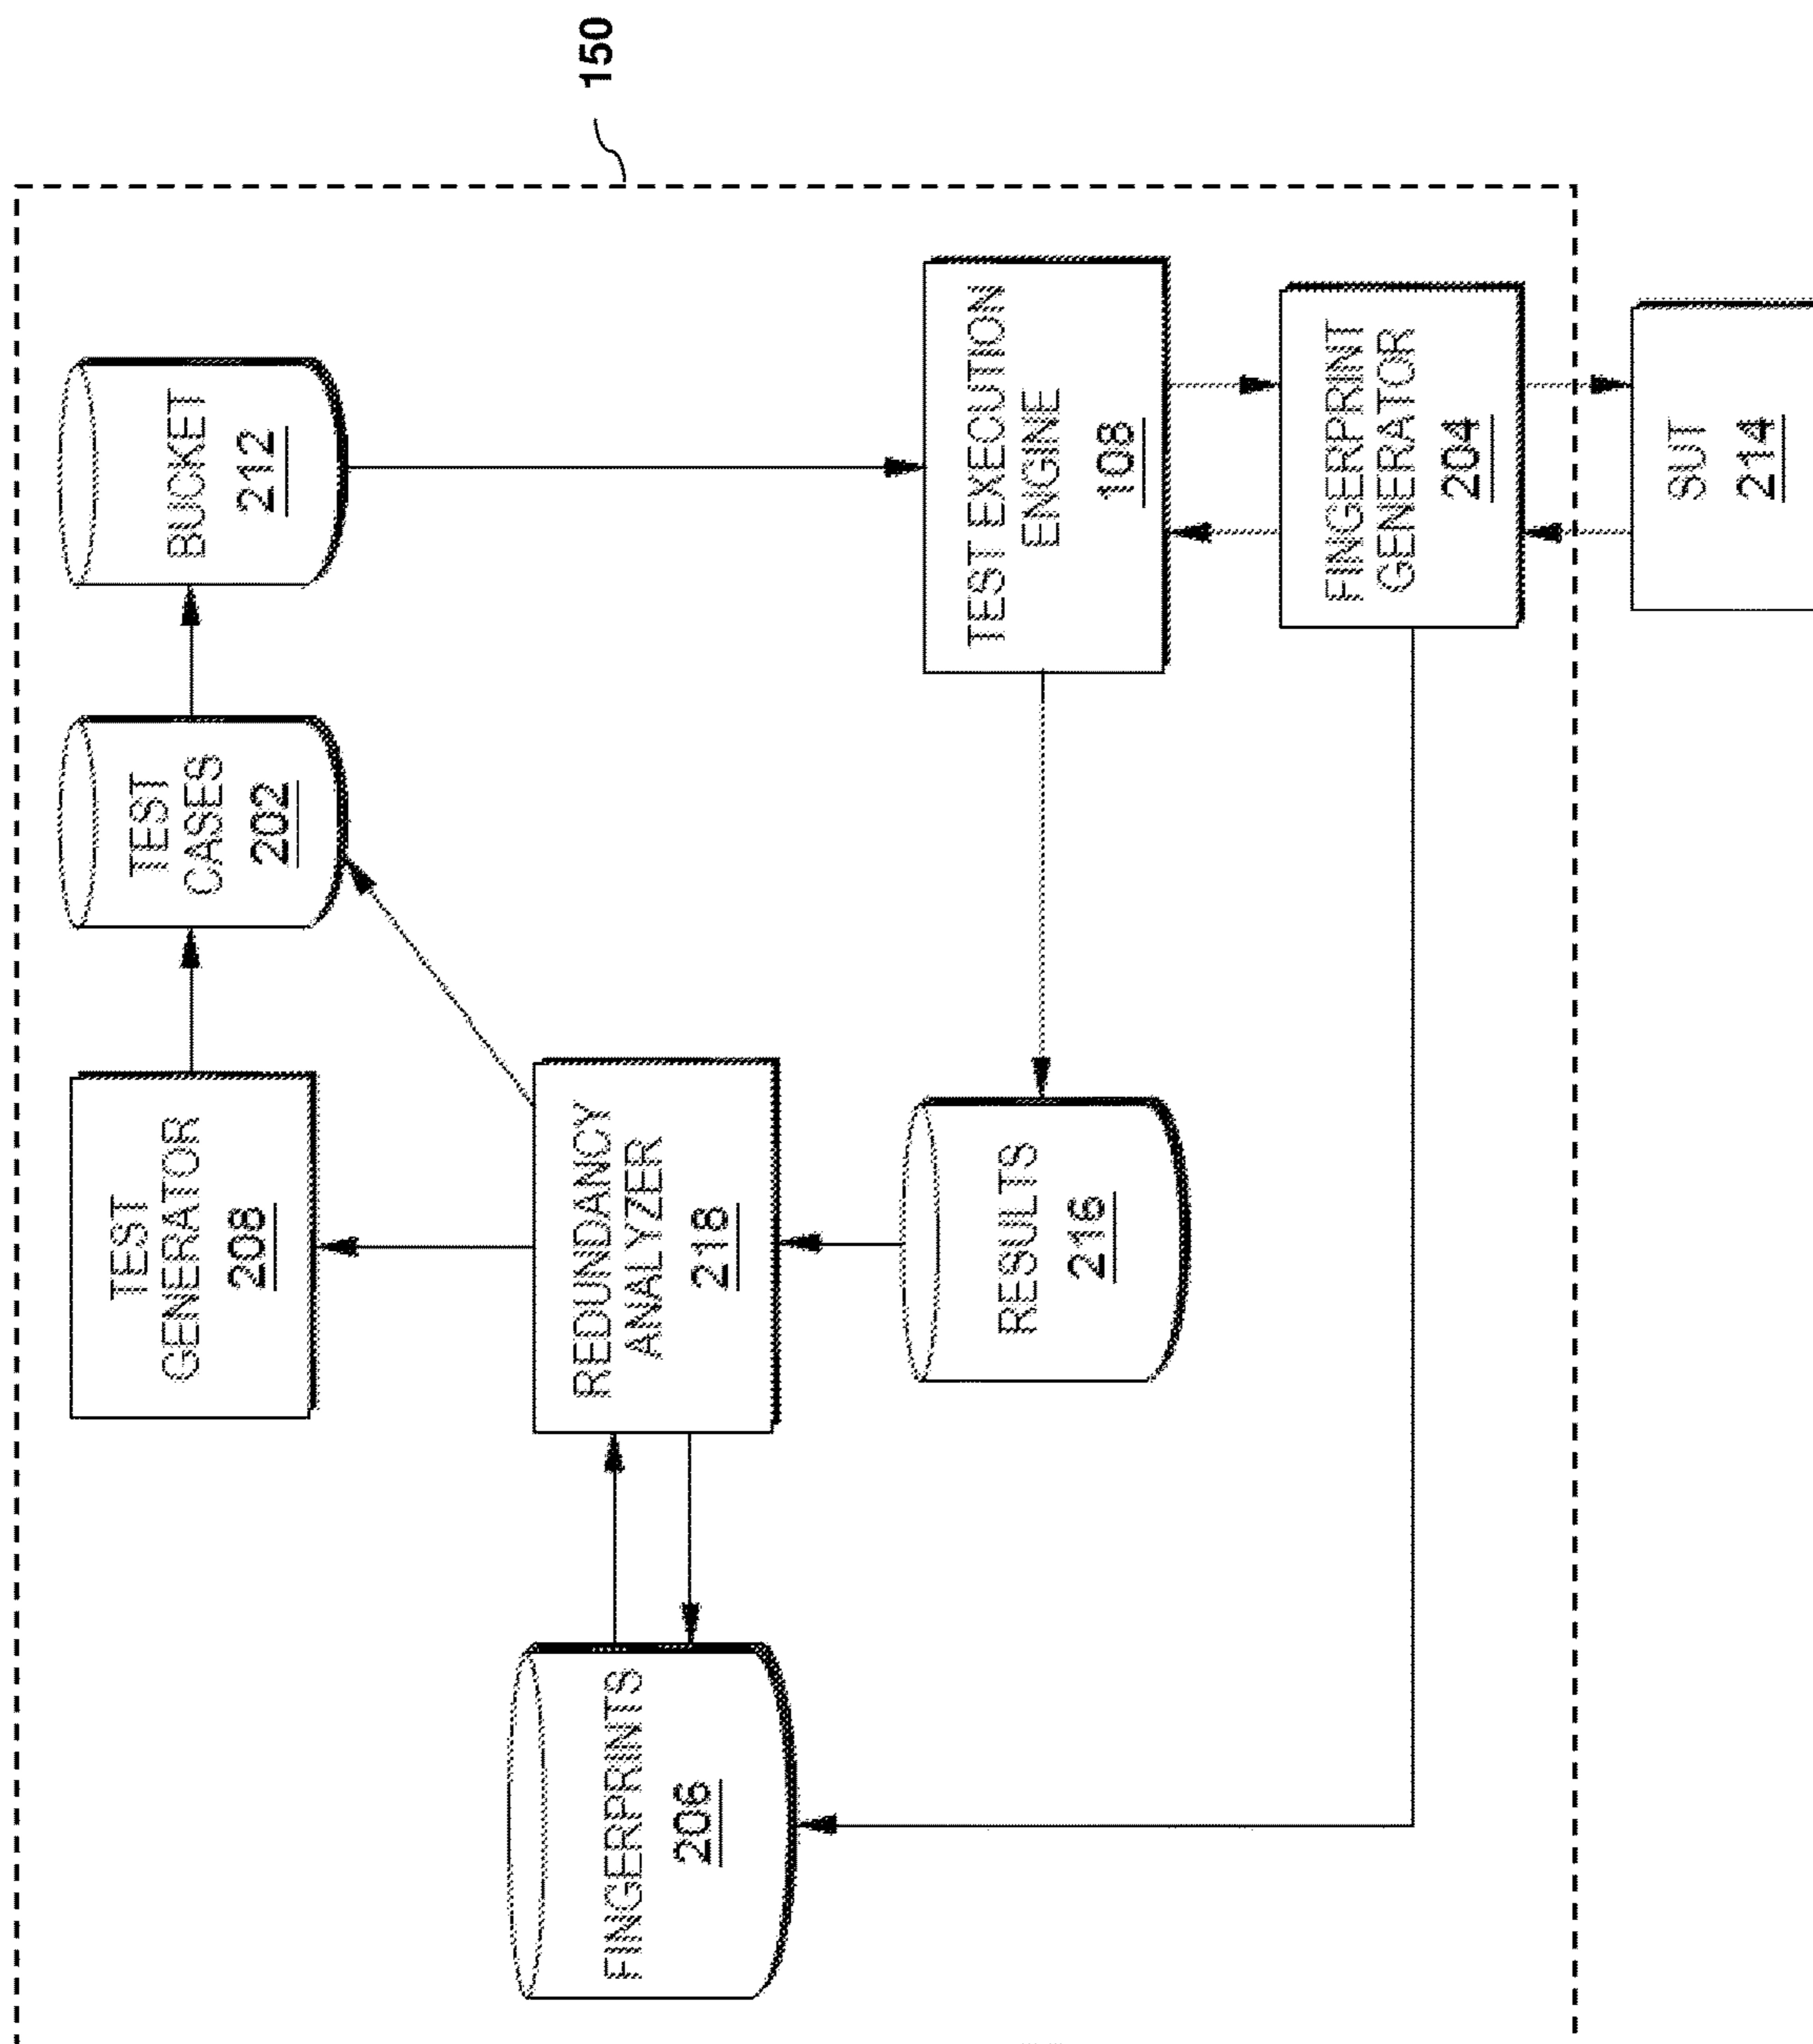 150
TEST
GENERATOR
208
TEST
CASES
202
BUCKET
212
FINGERPRINTS
206
REDUNDANCY
ANALYZER
218
RESULTS
216
TEST EXECUTION
ENGINE
108
FINGERPRINT
GENERATOR
204
SUT
214